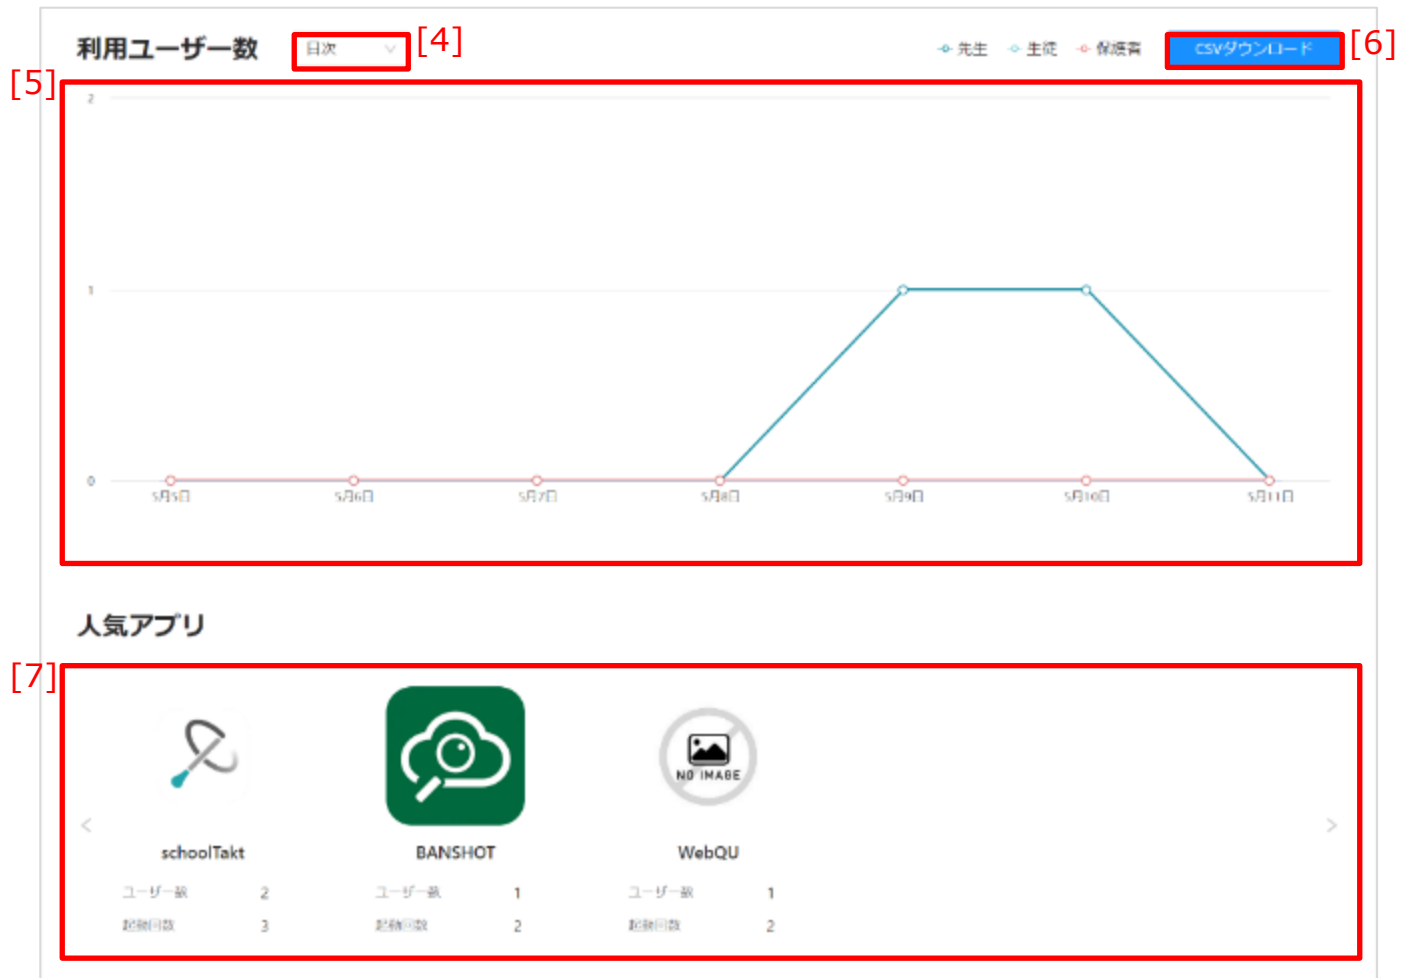 利用ユーザー数 日次 [4] 先生 生徒 保護者 CSVダウンロード [6]
[5]
2
1
0
5月5日 5月6日 5月7日 5月8日 5月9日 5月10日 5月11日
人気アプリ
[7]
NO IMAGE
< >
schoolTakt BANSHOT WebQU
ユーザー数 2 ユーザー数 1 ユーザー数 1
起動回数 3 起動回数 2 起動回数 2